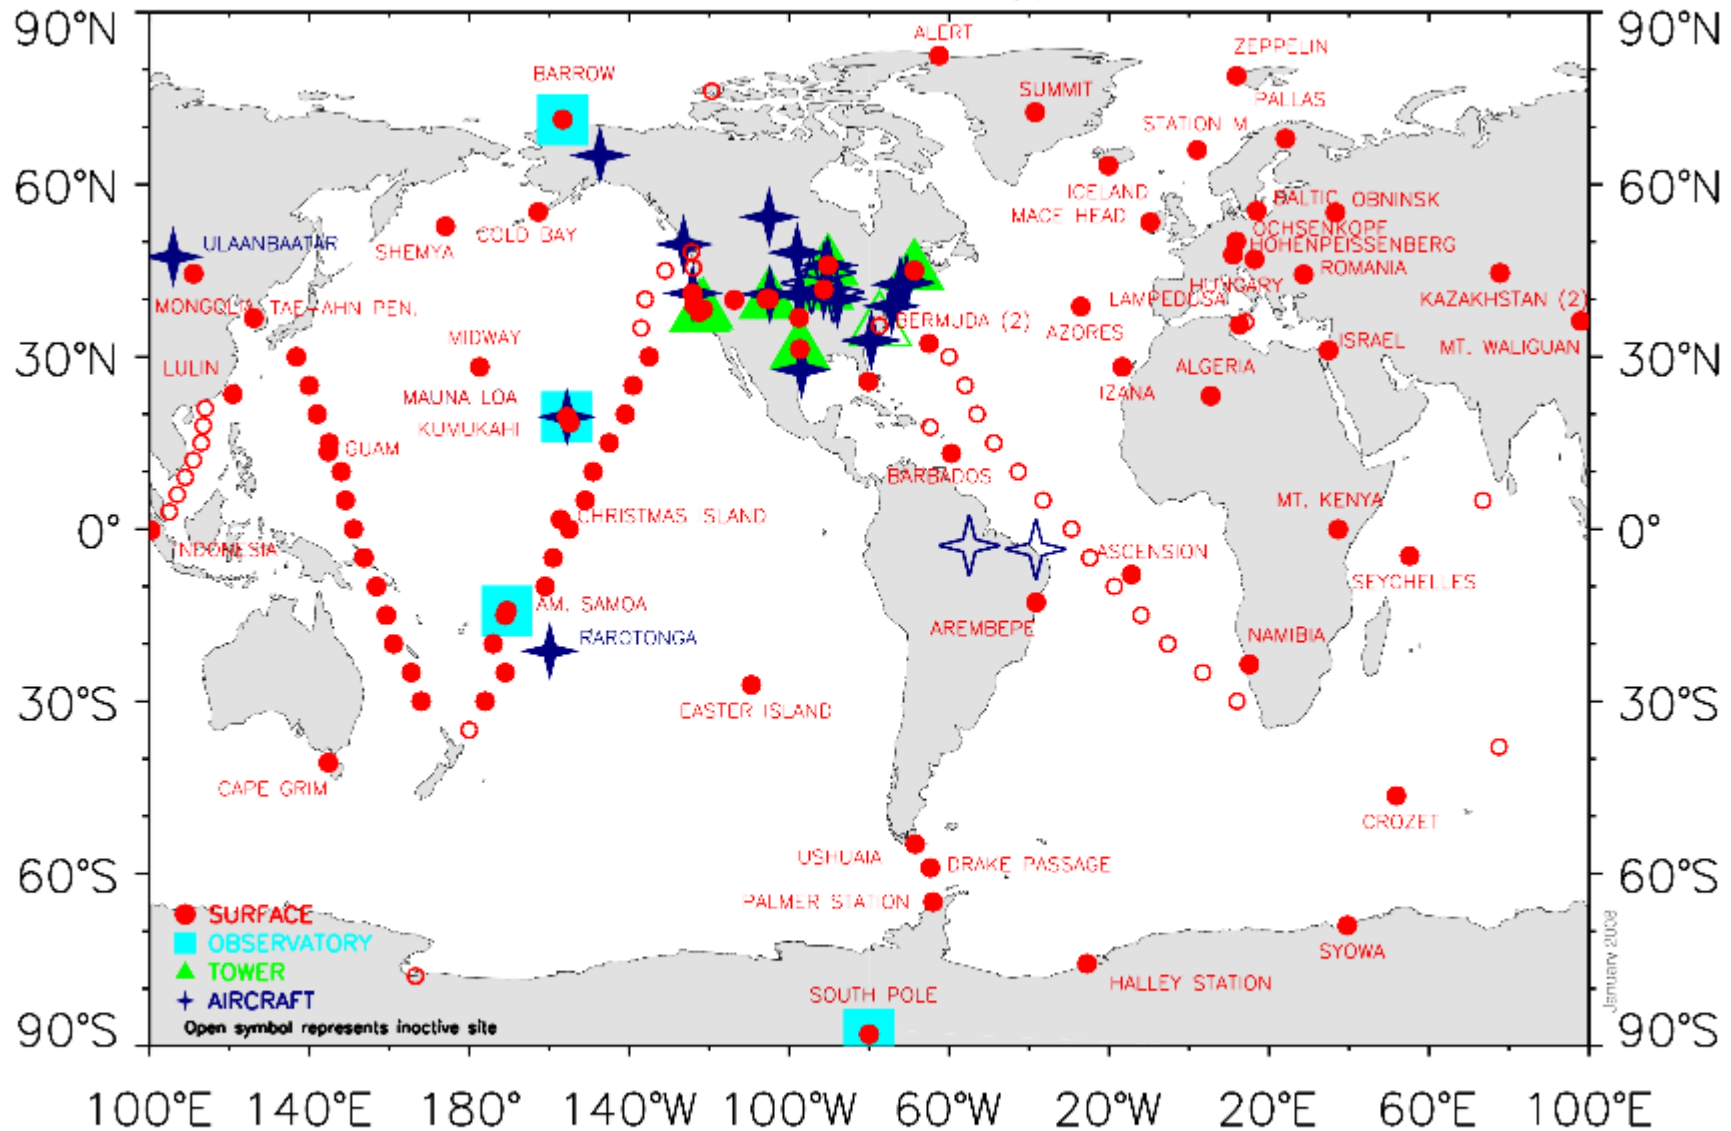 90°N 90°N
ALERT
ZEPPELIN
BARROW
SUMMIT
PALLAS
STATION M
60°N 60°N
ICELAND
BALTIC OBNINSK
MACE HEAD
OCHSENKOPF
ULAANBAATAR
COLD BAY
HOHENPEISSENBERG
SHEMYA
ROMANIA
HUNGARY
MONGOLIA TAE-AHN PEN.
LAMPEDUSA
KAZAKHSTAN (2)
BERMUDA (2)
AZORES
MIDWAY
ISRAEL
MT. WALIGUAN
30°N 30°N
LULIN
ALGERIA
IZANA
MAUNA LOA
KUMUKAHI
GUAM
BARBADOS
MT. KENYA
CHRISTMAS ISLAND
0° 0°
INDONESIA
ASCENSION
SEYCHELLES
AM. SAMOA
AREMBEPE
NAMIBIA
RAROTONGA
30°S 30°S
EASTER ISLAND
CAPE GRIM
CROZET
USHUAIA
DRAKE PASSAGE
60°S 60°S
PALMER STATION
SURFACE
OBSERVATORY
SYOWA
TOWER
HALLEY STATION
SOUTH POLE
AIRCRAFT
Open symbol represents inactive site
January 2008
90°S 90°S
100°E 140°E 180° 140°W 100°W 60°W 20°W 20°E 60°E 100°E